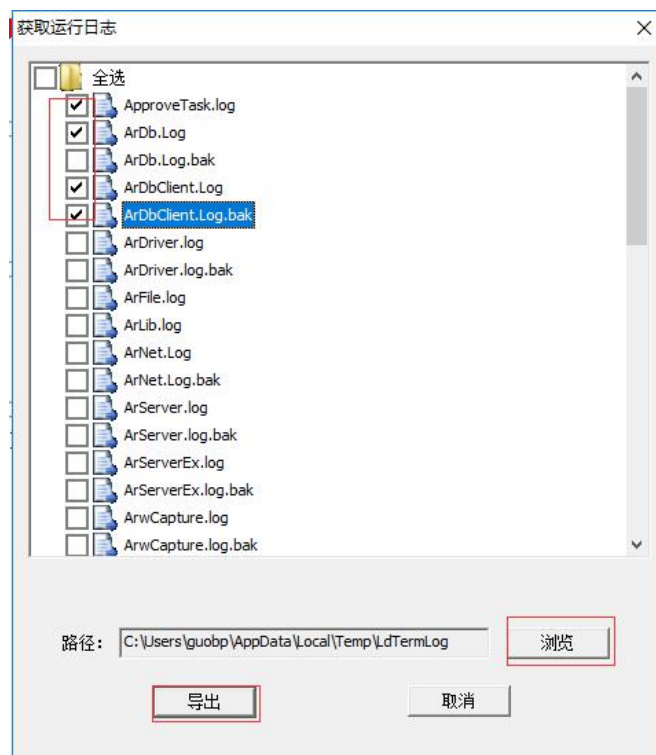 获取运行日志
全选
ApproveTask.log
ArDb.Log
ArDb.Log.bak
ArDbClient.Log
ArDbClient.Log.bak
ArDriver.log
ArDriver.log.bak
ArFile.log
ArLib.log
ArNet.Log
ArNet.Log.bak
ArServer.log
ArServer.log.bak
ArServerEx.log
ArServerEx.log.bak
ArwCapture.log
ArwCapture.log.bak
路径： C:\Users\guobp\AppData\Local\Temp\LdTermLog 浏览
导出 取消